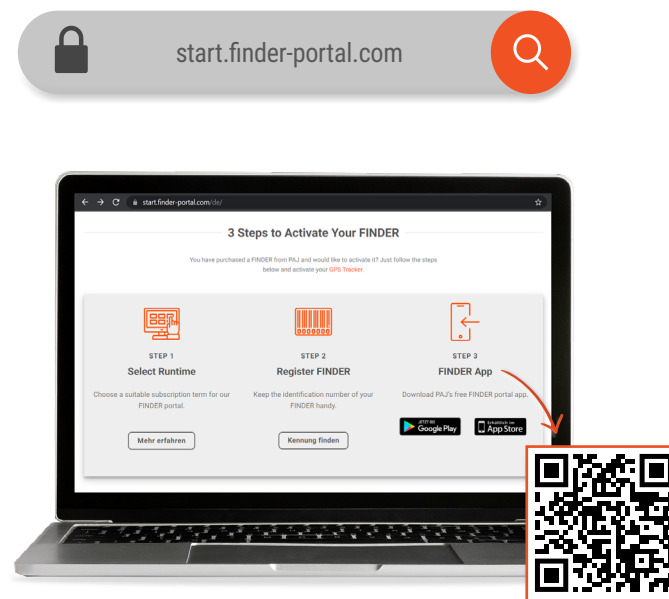 start.finder-portal.com
start.finder-portal.com/de/
3 Steps to Activate Your FINDER
You have purchased a FINDER from PAJ and would like to activate it? Just follow the steps
below and activate your GPS Tracker.
STEP 1
Select Runtime
Choose a suitable subscription term for our
FINDER portal.
Mehr erfahren
STEP 2
Register FINDER
Keep the identification number of your
FINDER handy.
Kennung finden
STEP 3
FINDER App
Download PAJ's free FINDER portal app.
JETZT BEI
Google Play
Erhältlich im
App Store